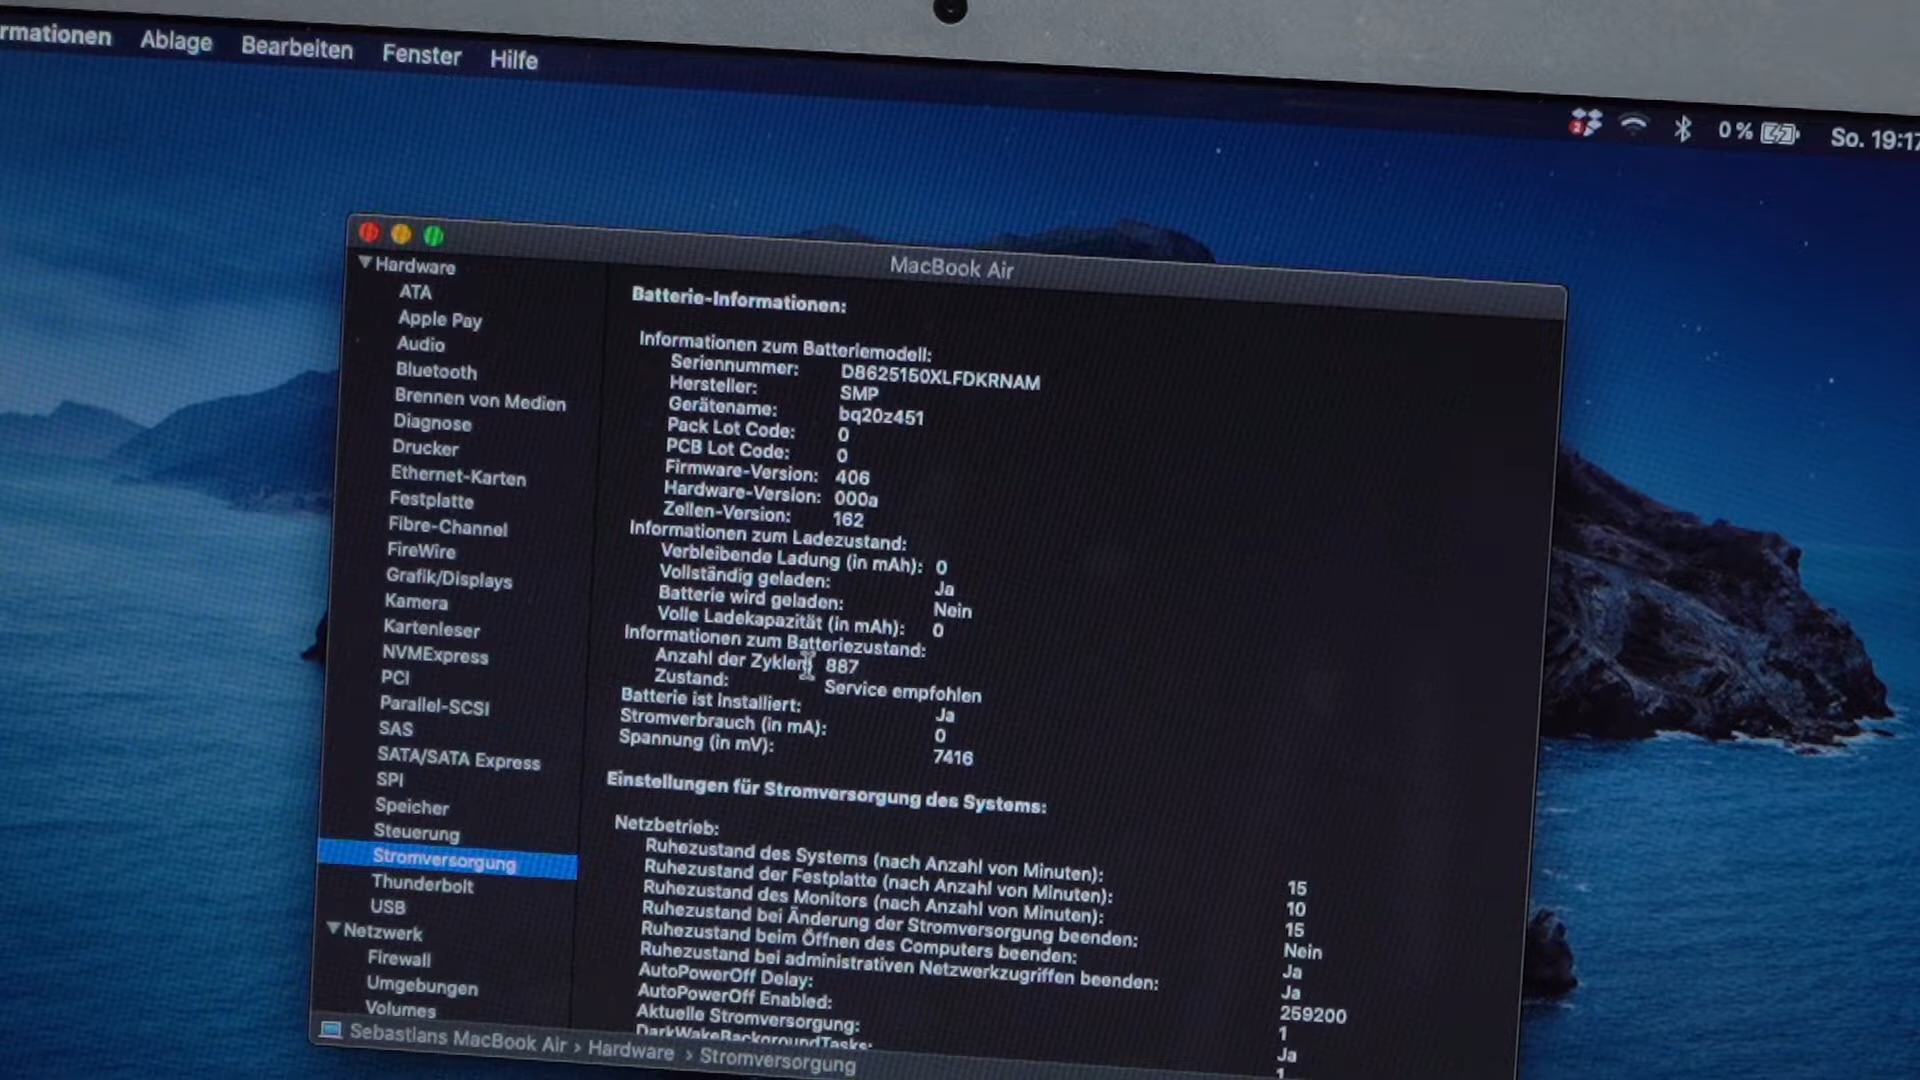 rmationen Ablage Bearbeiten Fenster Hilfe
2 0 % So. 19:17
MacBook Air
Hardware
ATA
Apple Pay
Audio
Bluetooth
Brennen von Medien
Diagnose
Drucker
Ethernet-Karten
Festplatte
Fibre-Channel
FireWire
Grafik/Displays
Kamera
Kartenleser
NVMExpress
PCI
Parallel-SCSI
SAS
SATA/SATA Express
SPI
Speicher
Steuerung
Stromversorgung
Thunderbolt
USB
Netzwerk
Firewall
Umgebungen
Volumes
Batterie-Informationen:
Informationen zum Batteriemodell:
Seriennummer: D8625150XLFDKRNAM
Hersteller: SMP
Gerätename: bq20z451
Pack Lot Code: 0
PCB Lot Code: 0
Firmware-Version: 406
Hardware-Version: 000a
Zellen-Version: 162
Informationen zum Ladezustand:
Verbleibende Ladung (in mAh): 0
Vollständig geladen: Ja
Batterie wird geladen: Nein
Volle Ladekapazität (in mAh): 0
Informationen zum Batteriezustand:
Anzahl der Zyklen: 887
Zustand: Service empfohlen
Batterie ist installiert: Ja
Stromverbrauch (in mA): 0
Spannung (in mV): 7416
Einstellungen für Stromversorgung des Systems:
Netzbetrieb:
Ruhezustand des Systems (nach Anzahl von Minuten): 15
Ruhezustand der Festplatte (nach Anzahl von Minuten): 10
Ruhezustand des Monitors (nach Anzahl von Minuten): 15
Ruhezustand bei Änderung der Stromversorgung beenden: Nein
Ruhezustand beim Öffnen des Computers beenden: Ja
Ruhezustand bei administrativen Netzwerkzugriffen beenden: Ja
AutoPowerOff Delay: 259200
AutoPowerOff Enabled: 1
Aktuelle Stromversorgung: Ja
DarkWakeBackgroundTasks: 1
Sebastians MacBook Air › Hardware › Stromversorgung